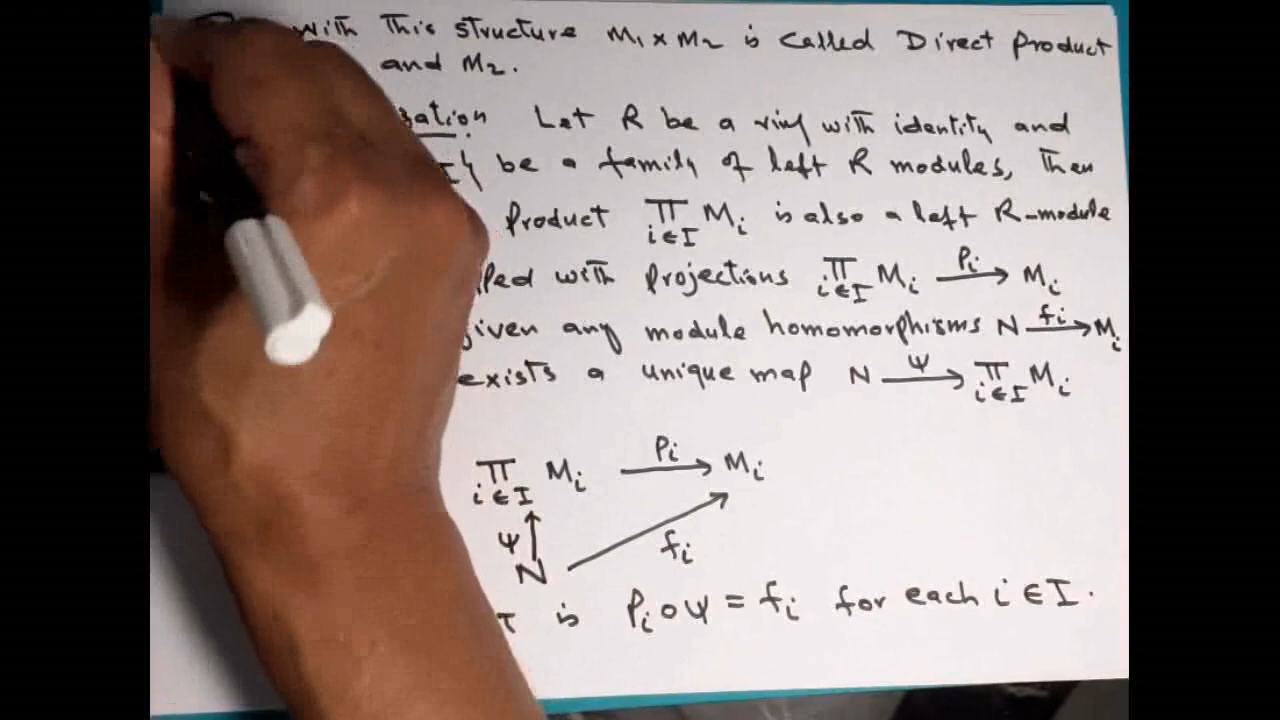 with This structure M₁ × M₂ is called Direct product
and M₂.
Let R be a ring with identity and
be a family of left R modules, Then
product ∏_{i∈I} M_i is also a left R-module
with projections ∏_{i∈I} M_i →^{p_i} M_i
given any module homomorphisms N →^{f_i} M_i
exists a unique map N →^{ψ} ∏_{i∈I} M_i
∏_{i∈I} M_i →^{P_i} M_i
ψ ↑
f_i
N
is P_i ∘ ψ = f_i for each i ∈ I.